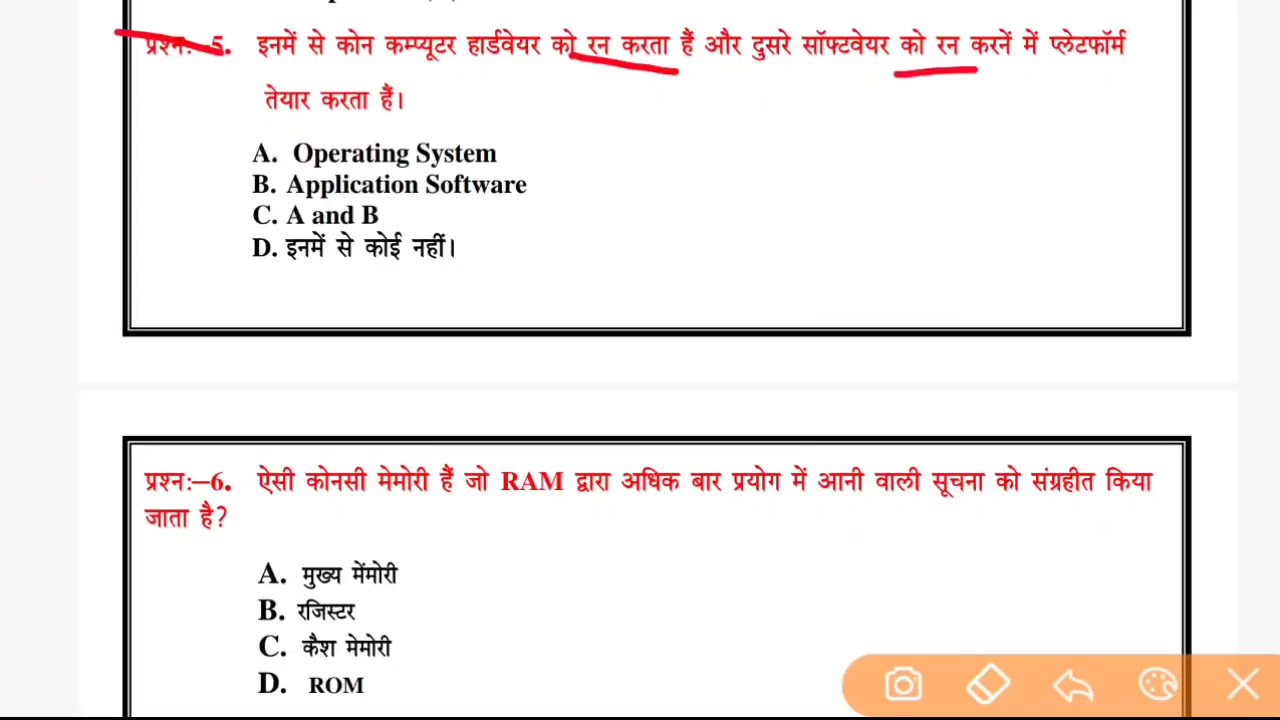 प्रश्नः–5. इनमें से कोन कम्प्यूटर हार्डवेयर को रन करता हैं और दुसरे सॉफ्टवेयर को रन करनें में प्लेटफॉर्म
तेयार करता हैं।
A. Operating System
B. Application Software
C. A and B
D. इनमें से कोई नहीं।
प्रश्नः–6. ऐसी कोनसी मेमोरी हैं जो RAM द्वारा अधिक बार प्रयोग में आनी वाली सूचना को संग्रहीत किया
जाता है?
A. मुख्य मेंमोरी
B. रजिस्टर
C. कैश मेमोरी
D. ROM